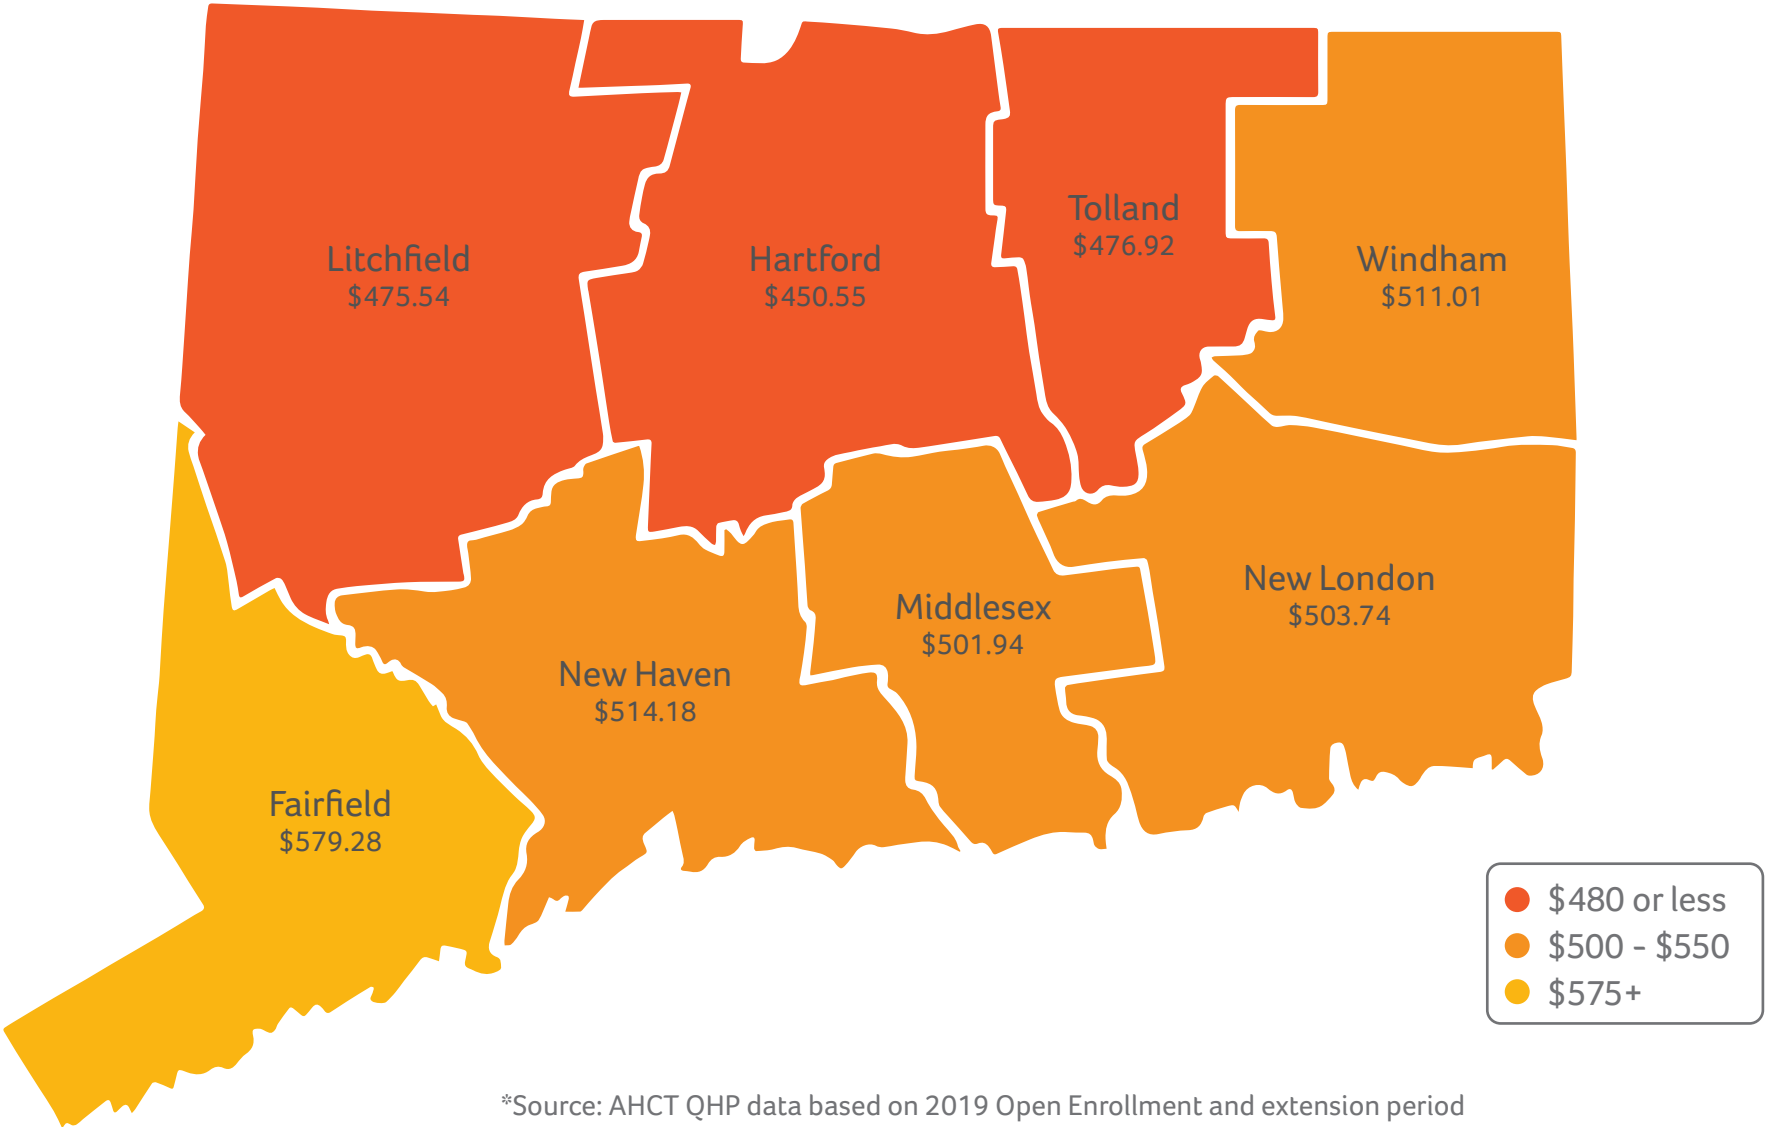 Litchfield
$475.54
Hartford
$450.55
Tolland
$476.92
Windham
$511.01
New London
$503.74
Middlesex
$501.94
New Haven
$514.18
Fairfield
$579.28
$480 or less
$500 - $550
$575+
*Source: AHCT QHP data based on 2019 Open Enrollment and extension period